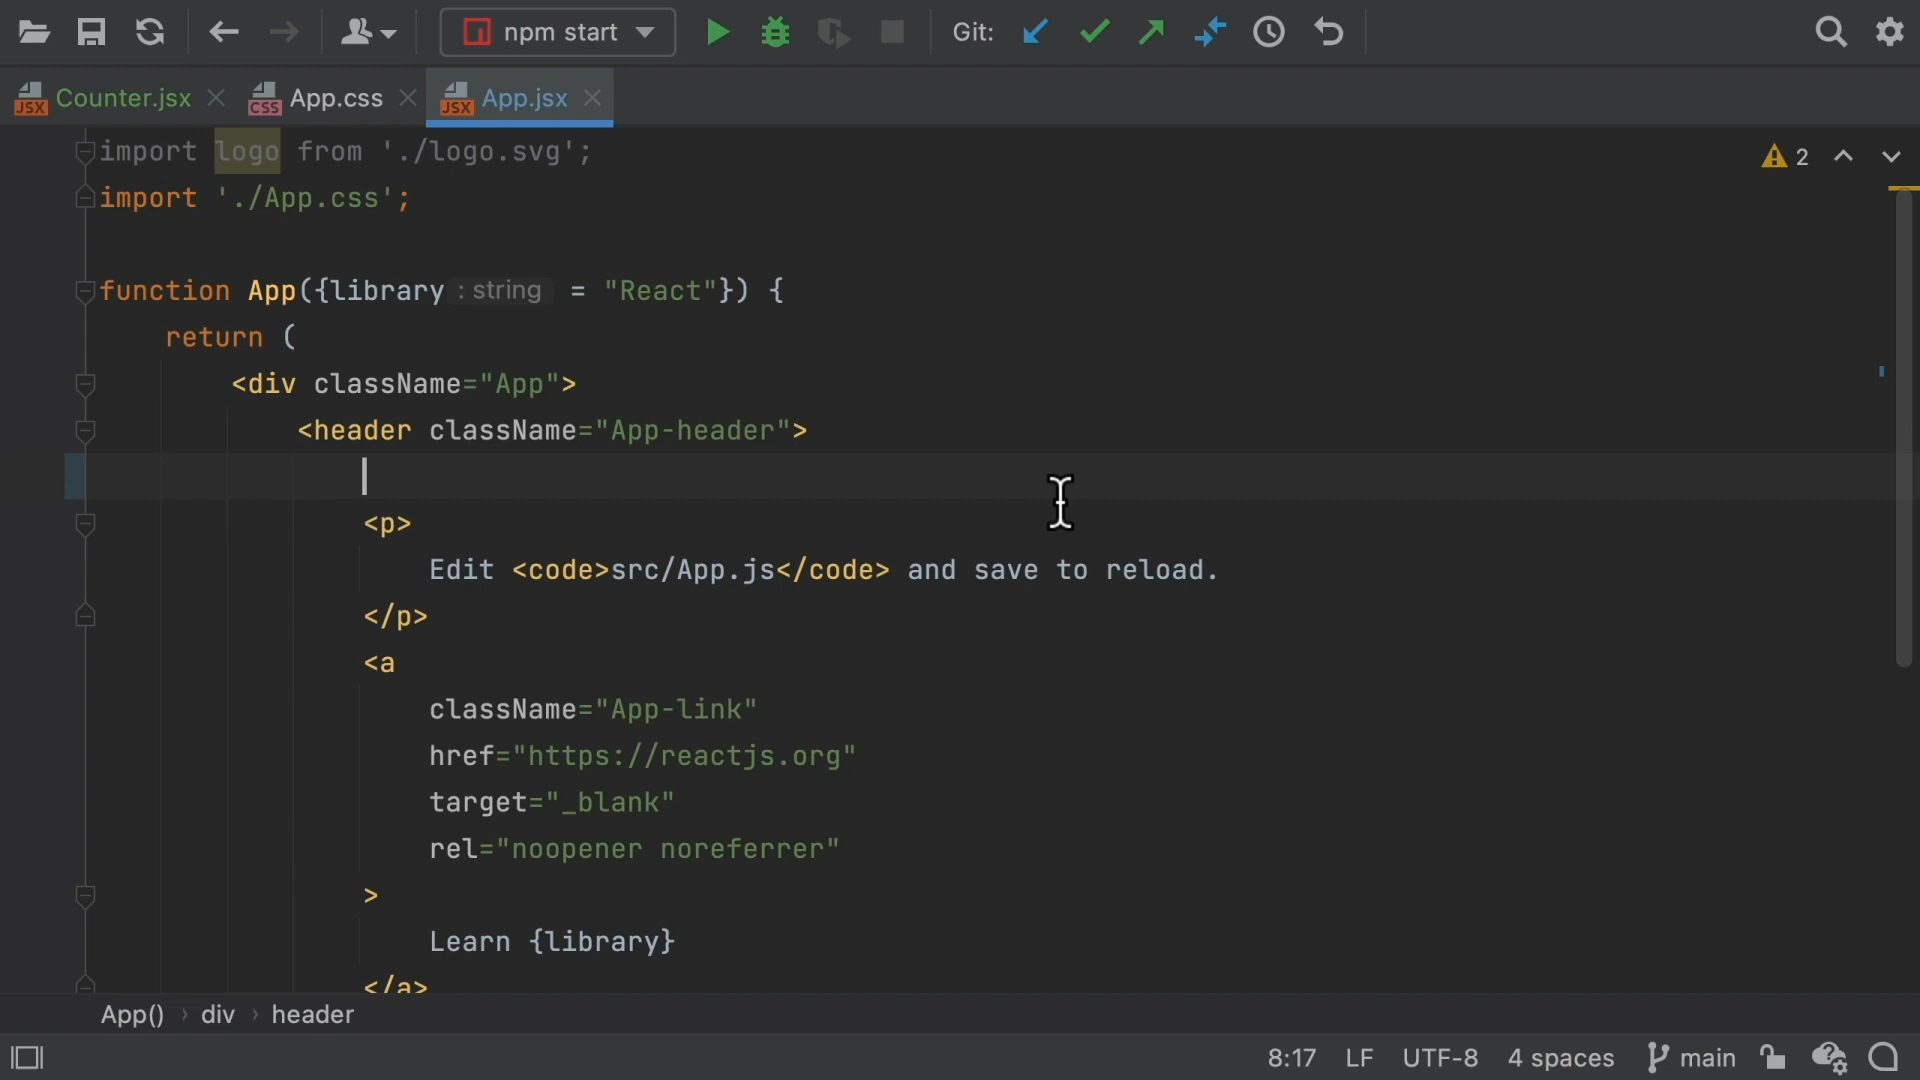 npm start
Git:
JSX Counter.jsx
CSS App.css
JSX App.jsx
import logo from './logo.svg';
2
import './App.css';
function App({library : string = "React"}) {
return (
<div className="App">
<header className="App-header">
<p>
Edit <code>src/App.js</code> and save to reload.
</p>
<a
className="App-link"
href="https://reactjs.org"
target="_blank"
rel="noopener noreferrer"
>
Learn {library}
</a>
App() › div › header
8:17 LF UTF-8 4 spaces main